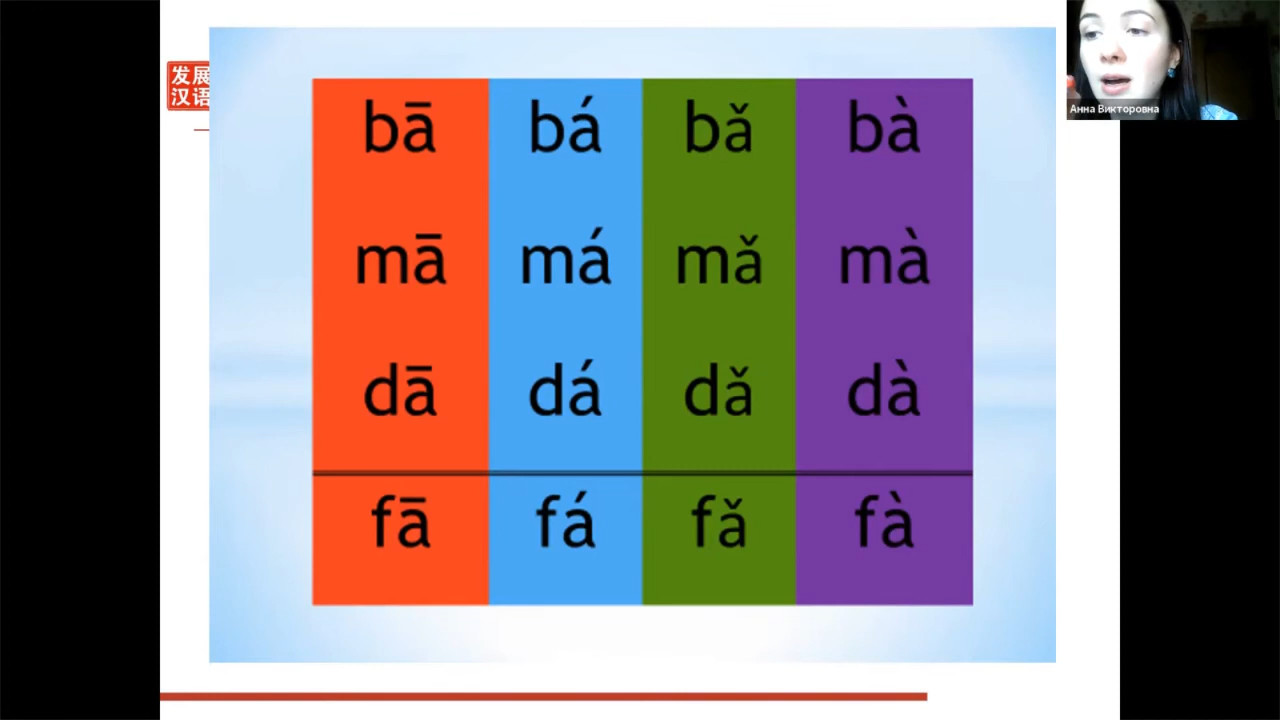 发展
汉语
Анна Викторовна
bā bá bǎ bà
mā má mǎ mà
dā dá dǎ dà
fā fá fǎ fà